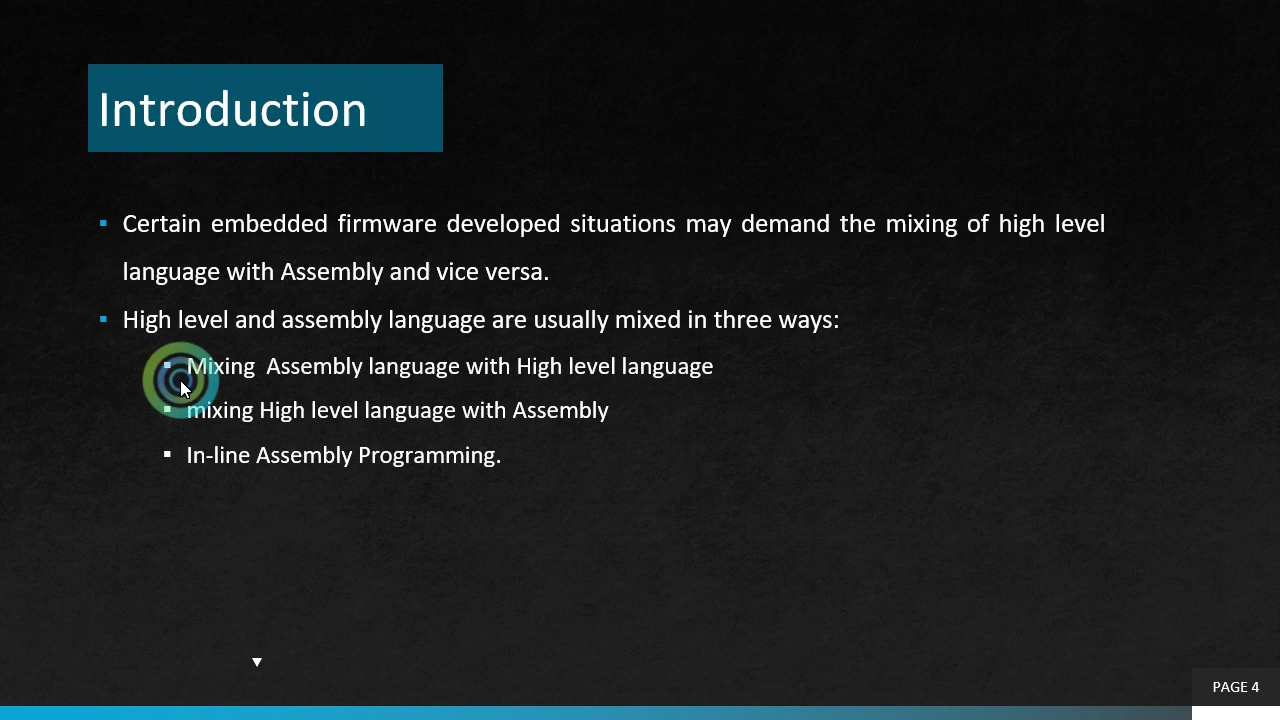 Introduction
▪ Certain embedded firmware developed situations may demand the mixing of high level
language with Assembly and vice versa.
▪ High level and assembly language are usually mixed in three ways:
▪ Mixing  Assembly language with High level language
▪ mixing High level language with Assembly
▪ In-line Assembly Programming.
PAGE 4